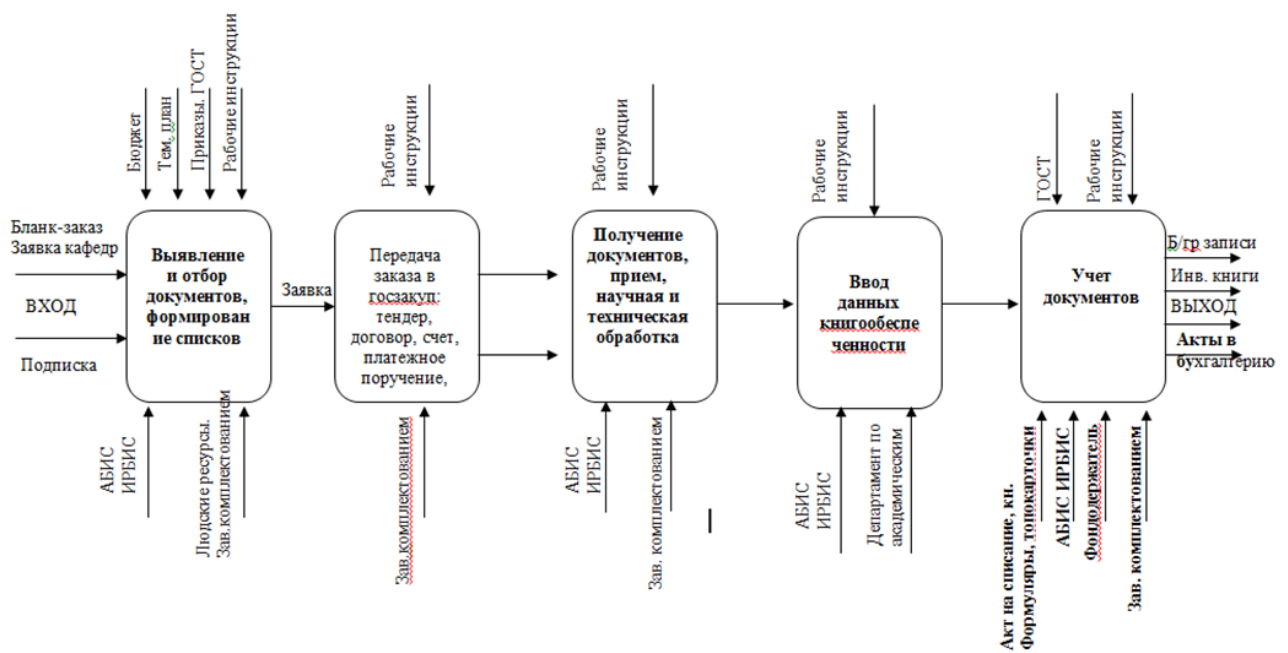 Бюджет
Тем. план
Приказы. ГОСТ
Рабочие инструкции
Бланк-заказ
Заявка кафедр
ВХОД
Подписка
Выявление
и отбор
документов,
формирован
ие списков
АБИС
ИРБИС
Людские ресурсы.
Зав.комплектованием
Заявка
Рабочие
инструкции
Передача
заказа в
госзакуп:
тендер,
договор, счет,
платежное
поручение,
Зав.комплектованием
Рабочие
инструкции
Получение
документов,
прием,
научная и
техническая
обработка
АБИС
ИРБИС
Зав. комплектованием
Рабочие
инструкции
Ввод
данных
книгообеспе
ченности
АБИС
ИРБИС
Департамент по
академическим
ГОСТ
Рабочие
инструкции
Учет
документов
Б/гр записи
Инв. книги
ВЫХОД
Акты в
бухгалтерию
Акт на списание, кн.
Формуляры, топокарточки
АБИС ИРБИС
Фондодержатель
Зав. комплектованием